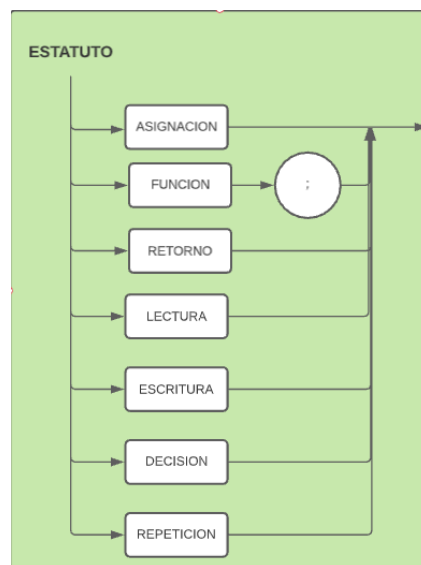 ESTATUTO
ASIGNACION
FUNCION
;
RETORNO
LECTURA
ESCRITURA
DECISION
REPETICION